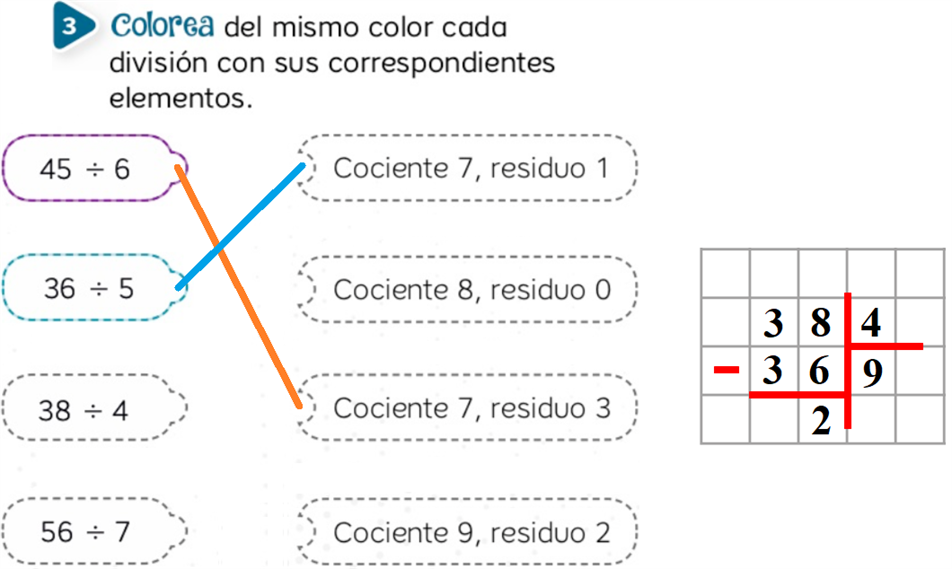 3 Colorea del mismo color cada
división con sus correspondientes
elementos.
45 ÷ 6
Cociente 7, residuo 1
36 ÷ 5
Cociente 8, residuo 0
38 ÷ 4
Cociente 7, residuo 3
56 ÷ 7
Cociente 9, residuo 2
3 8 4
- 3 6 9
2